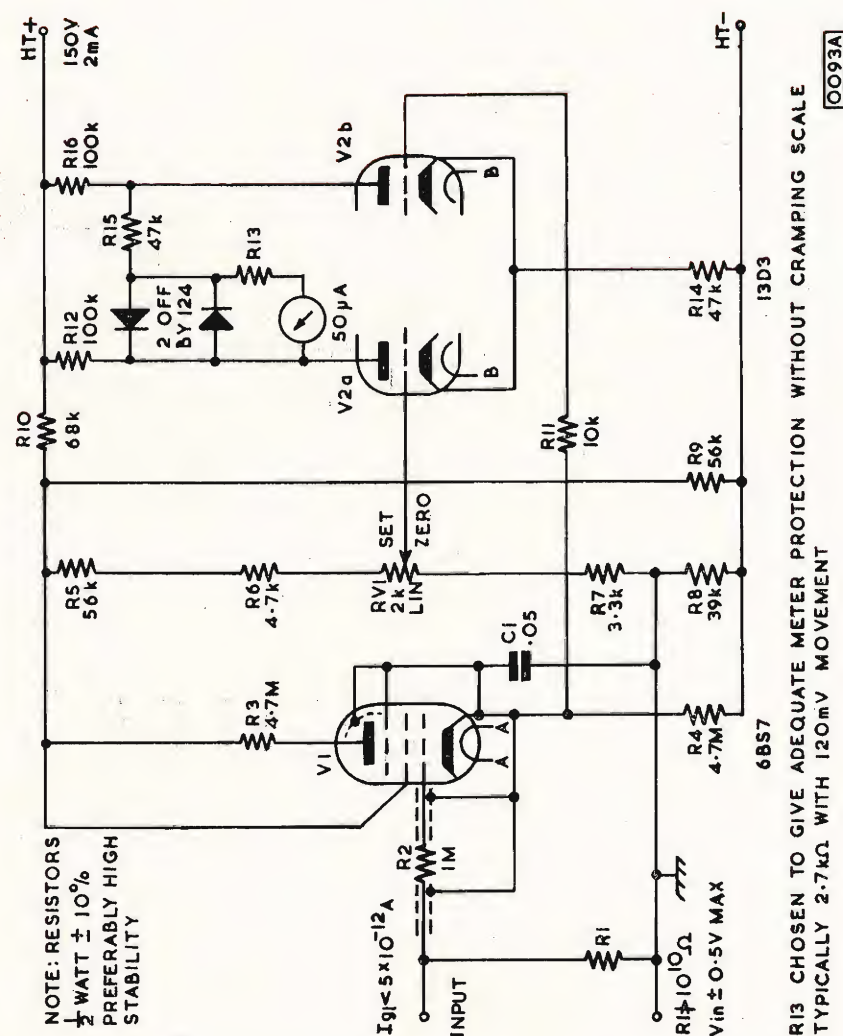 HT+
150V
2mA
R10
68k
R12
100k
R16
100k
NOTE: RESISTORS
½ WATT ± 10%
PREFERABLY HIGH
STABILITY
R5
56k
R3
4·7M
R6
4·7k
2 OFF
BY 124
R15
47k
R13
50μA
V1
V2a
V2b
RV1
2k
LIN
SET
ZERO
R2
1M
Ig1<5×10⁻¹²A
INPUT
A
A
B
B
C1
·05
R7
3·3k
R11
10k
R1
R1≯10¹⁰Ω
Vin ± 0·5V MAX
R4
4·7M
R8
39k
R9
56k
R14
47k
HT−
6BS7
13D3
R13 CHOSEN TO GIVE ADEQUATE METER PROTECTION WITHOUT CRAMPING SCALE
TYPICALLY 2·7kΩ WITH 120mV MOVEMENT
0093A